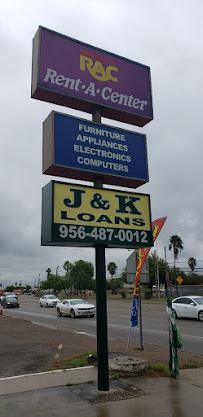 RAC
Rent-A-Center
FURNITURE
APPLIANCES
ELECTRONICS
COMPUTERS
J & K
LOANS
956-487-0012